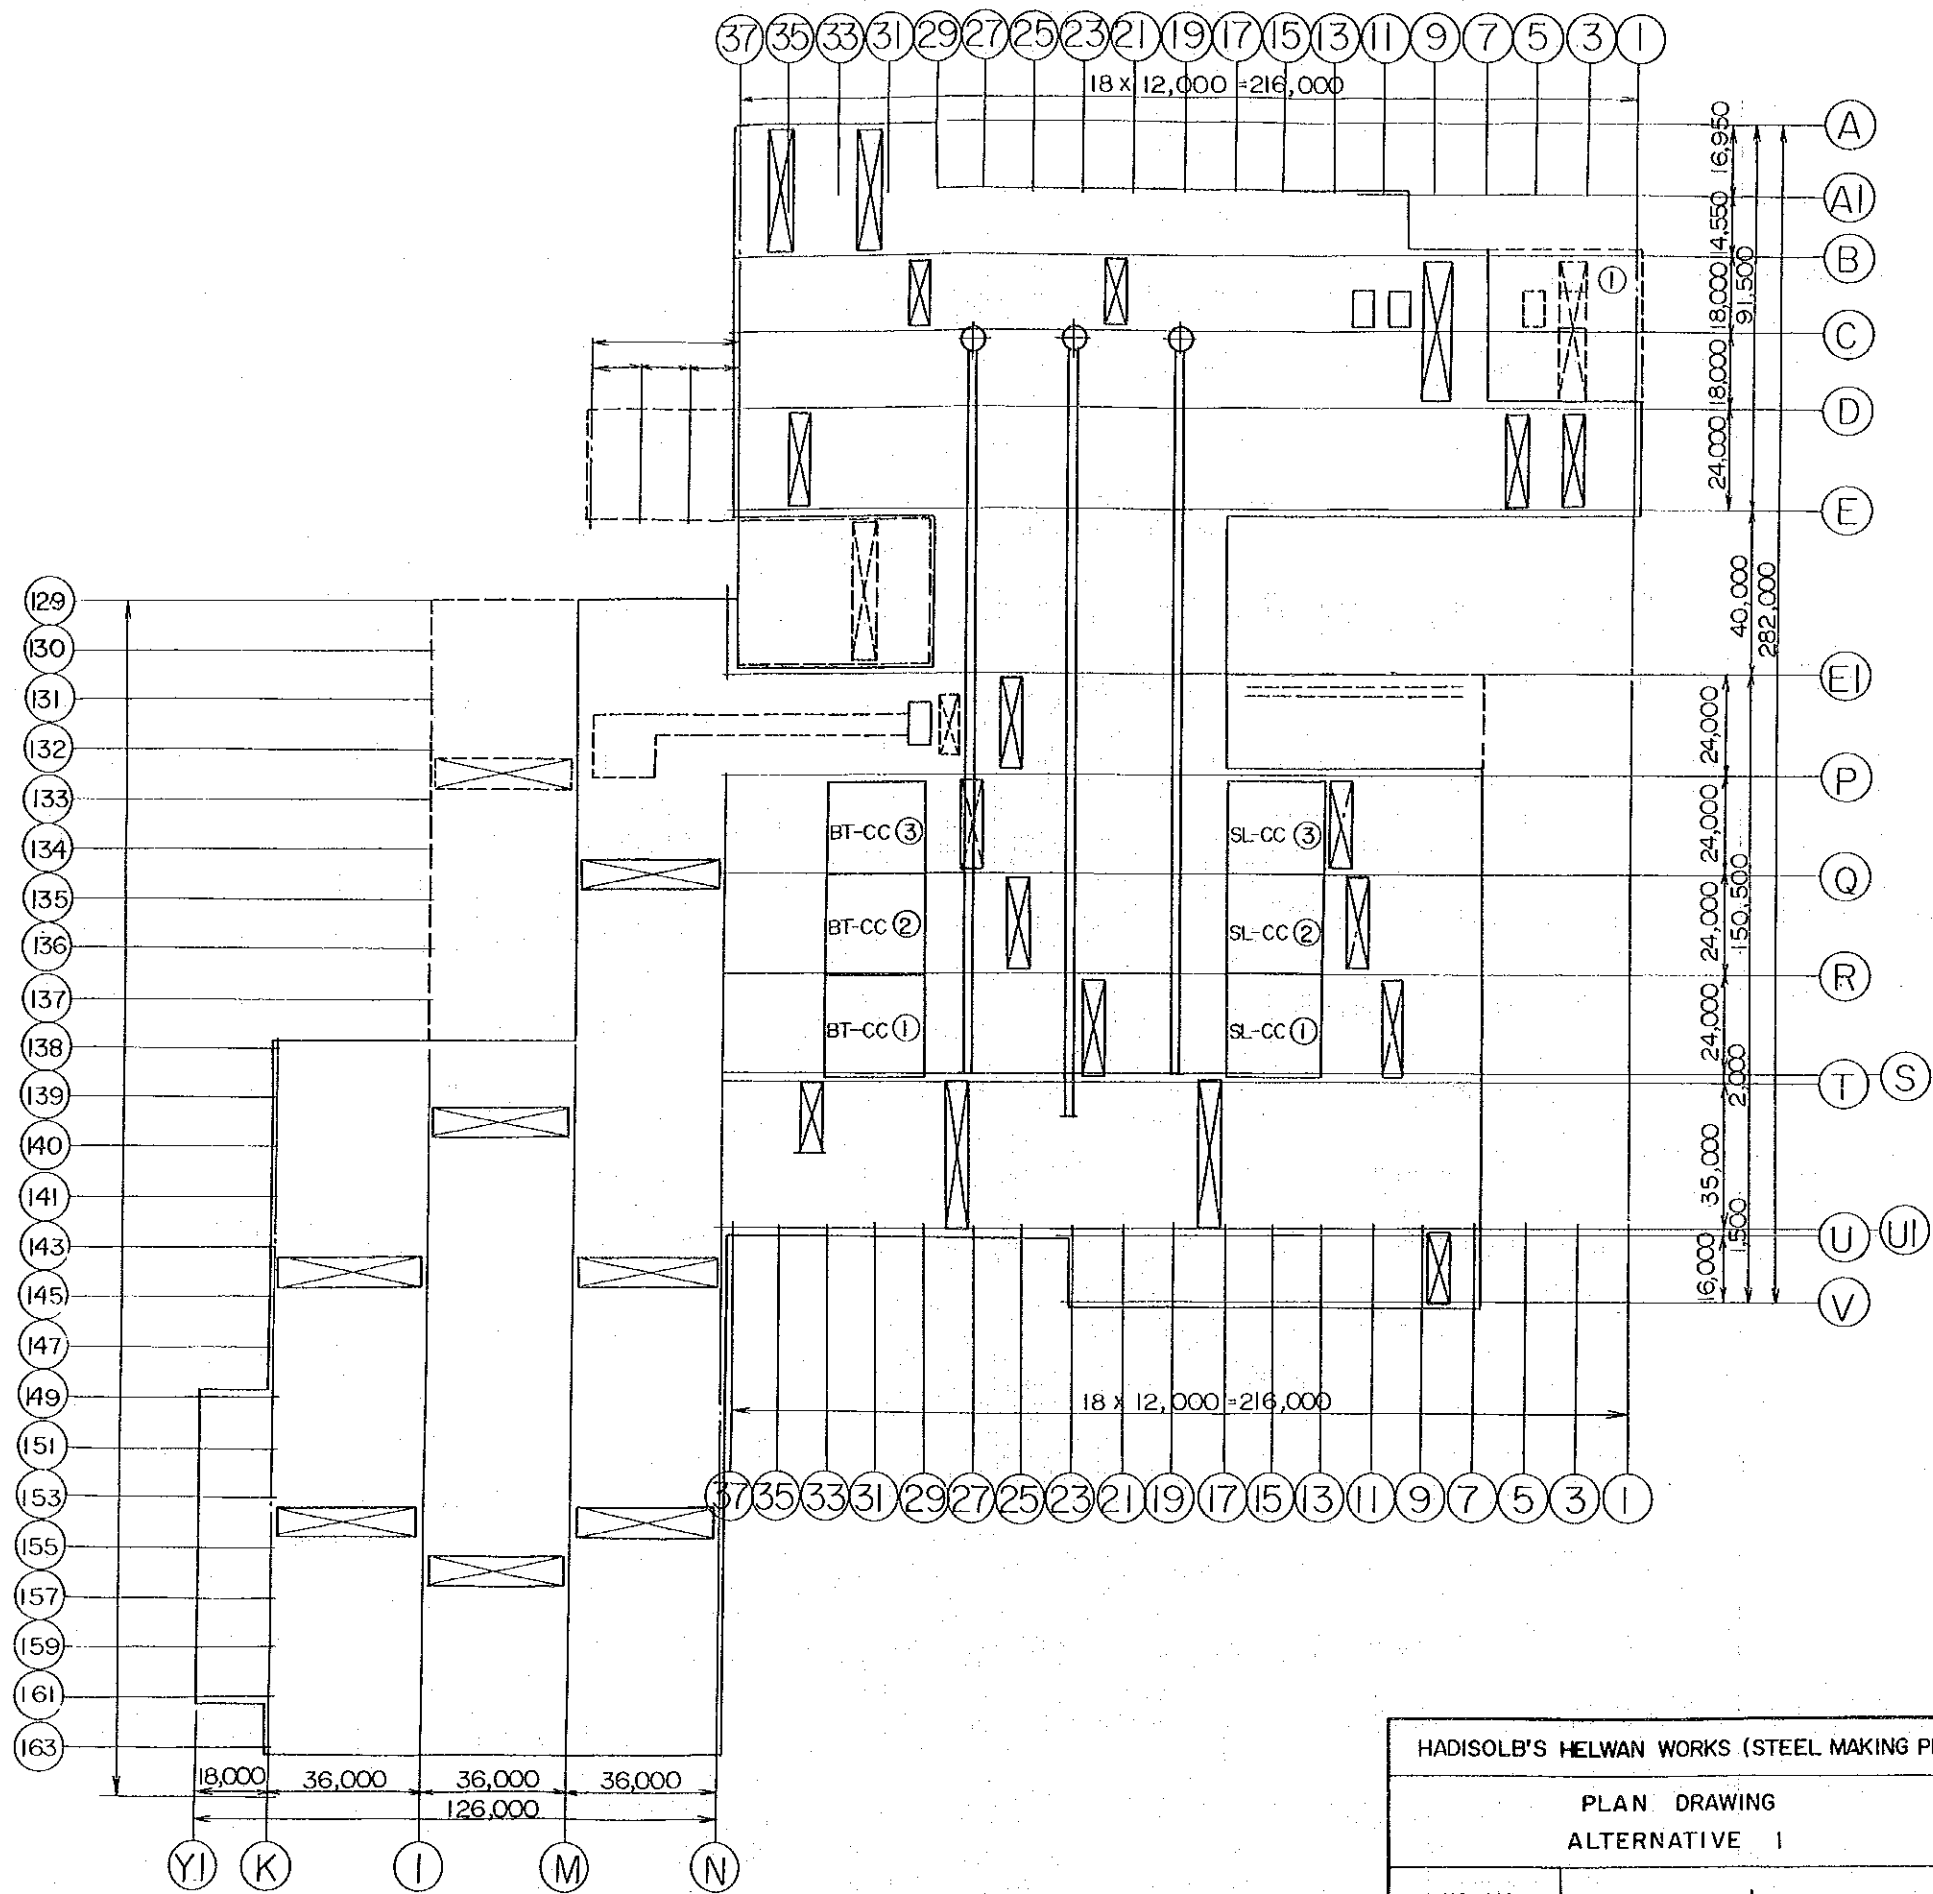 37 35 33 31 29 27 25 23 21 19 17 15 13 11 9 7 5 3 1
18 x 12,000 =216,000
A
A1
B
C
D
E
E1
P
Q
R
T S
U U1
V
16,950
14,550
18,000
18,000
24,000
91,500
40,000
282,000
24,000
24,000
24,000
24,000
150,500
2,000
35,000
1,500
16,000
1
129
130
131
132
133
134
135
136
137
138
139
140
141
143
145
147
149
151
153
155
157
159
161
163
BT-CC 3
SL-CC 3
BT-CC 2
SL-CC 2
BT-CC 1
SL-CC 1
18 x 12,000 =216,000
37 35 33 31 29 27 25 23 21 19 17 15 13 11 9 7 5 3 1
18,000 36,000 36,000 36,000
126,000
Y1 K I M N
HADISOLB'S HELWAN WORKS (STEEL MAKING
PLAN DRAWING
ALTERNATIVE 1